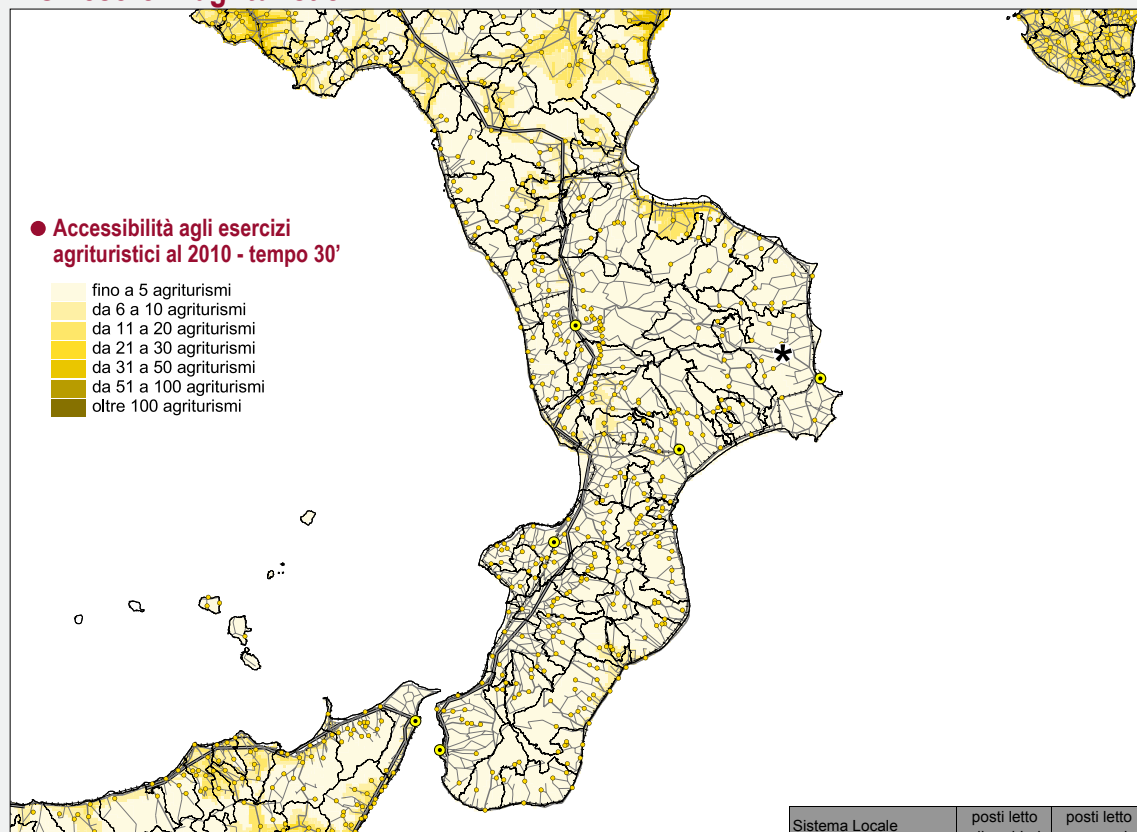 ● Accessibilità agli esercizi
agrituristici al 2010 - tempo 30'
fino a 5 agriturismi
da 6 a 10 agriturismi
da 11 a 20 agriturismi
da 21 a 30 agriturismi
da 31 a 50 agriturismi
da 51 a 100 agriturismi
oltre 100 agriturismi
*
Sistema Locale
posti letto
posti letto